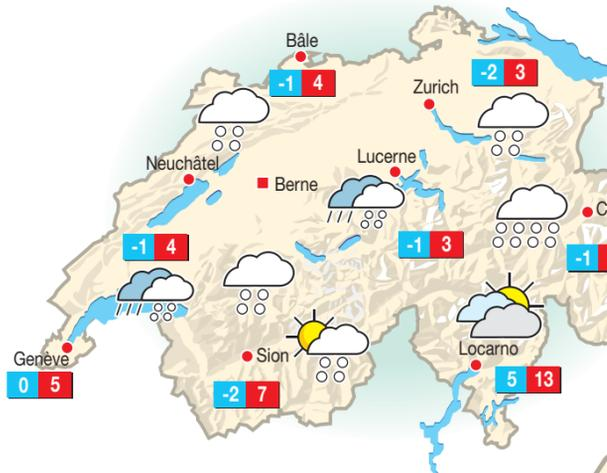 Bâle
-1 4
-2 3
Zurich
Neuchâtel
Lucerne
Berne
C
-1 4
-1 3
-1
Genève
0 5
Sion
-2 7
Locarno
5 13